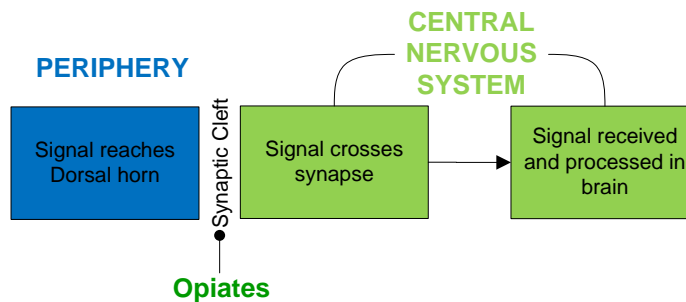 PERIPHERY
CENTRAL
NERVOUS
SYSTEM
Signal reaches
Dorsal horn
Synaptic Cleft
Signal crosses
synapse
Signal received
and processed in
brain
Opiates